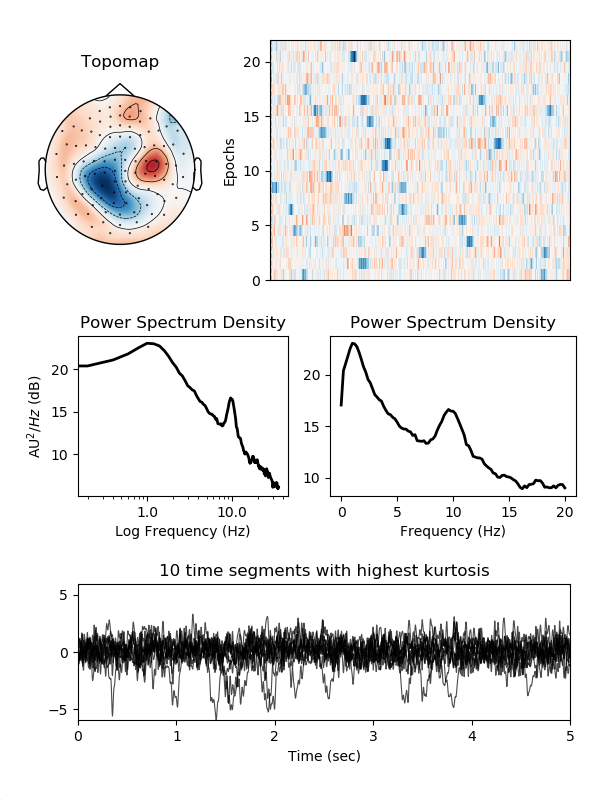 Topomap
Epochs
20
15
10
5
0
Power Spectrum Density
AU²/Hz (dB)
20
15
10
1.0 10.0
Log Frequency (Hz)
Power Spectrum Density
20
15
10
0 5 10 15 20
Frequency (Hz)
10 time segments with highest kurtosis
5
0
−5
0 1 2 3 4 5
Time (sec)